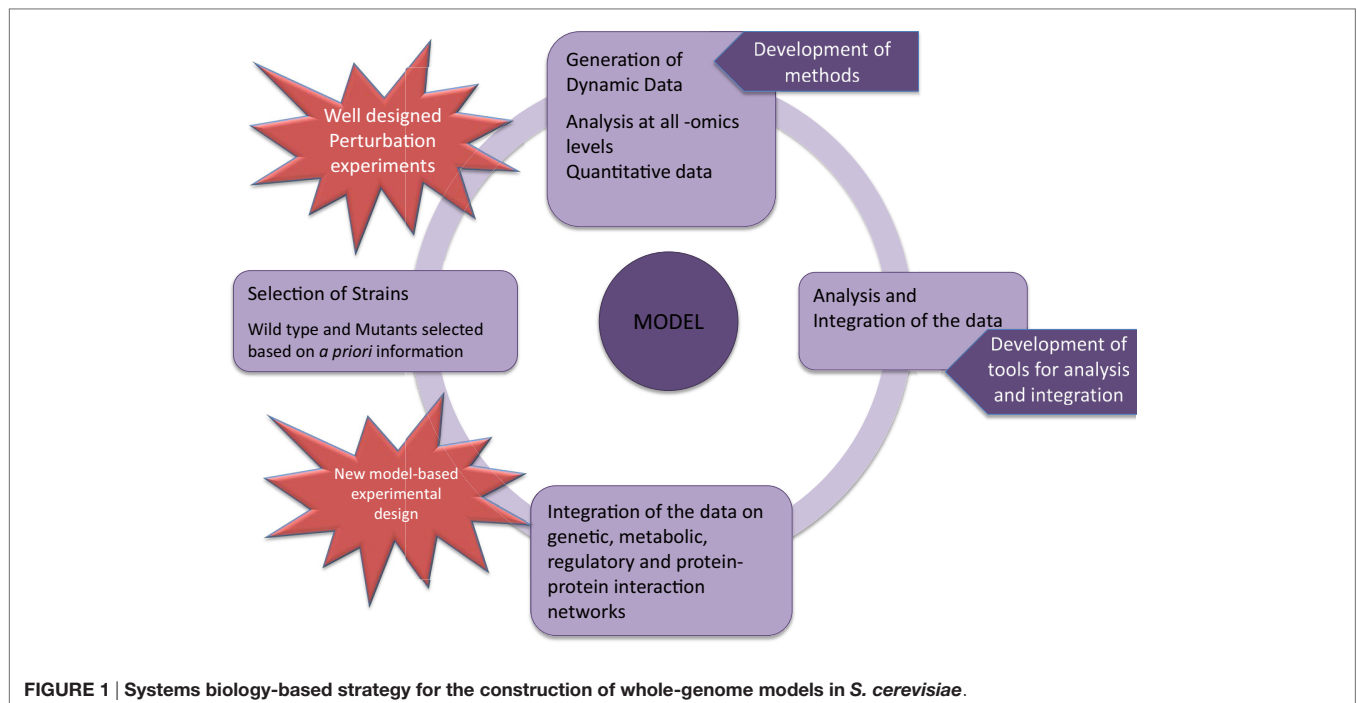 Well designed
Perturbation
experiments
Generation of
Dynamic Data
Analysis at all -omics
levels
Quantitative data
Development of
methods
Selection of Strains
Wild type and Mutants selected
based on a priori information
MODEL
Analysis and
Integration of the data
Development of
tools for analysis
and integration
New model-based
experimental
design
Integration of the data on
genetic, metabolic,
regulatory and protein-
protein interaction
networks
FIGURE 1 | Systems biology-based strategy for the construction of whole-genome models in S. cerevisiae.